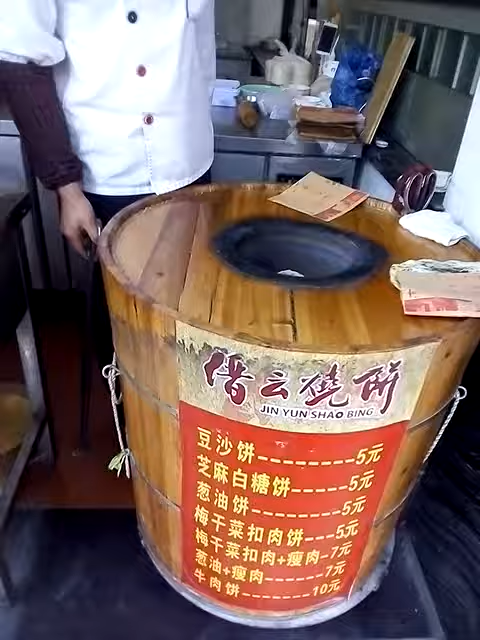 缙云烧饼
JIN YUN SHAO BING
豆沙饼--------5元
芝麻白糖饼-----5元
葱油饼--------5元
梅干菜扣肉饼---5元
梅干菜扣肉+瘦肉-7元
葱油+瘦肉------7元
牛肉饼-------10元